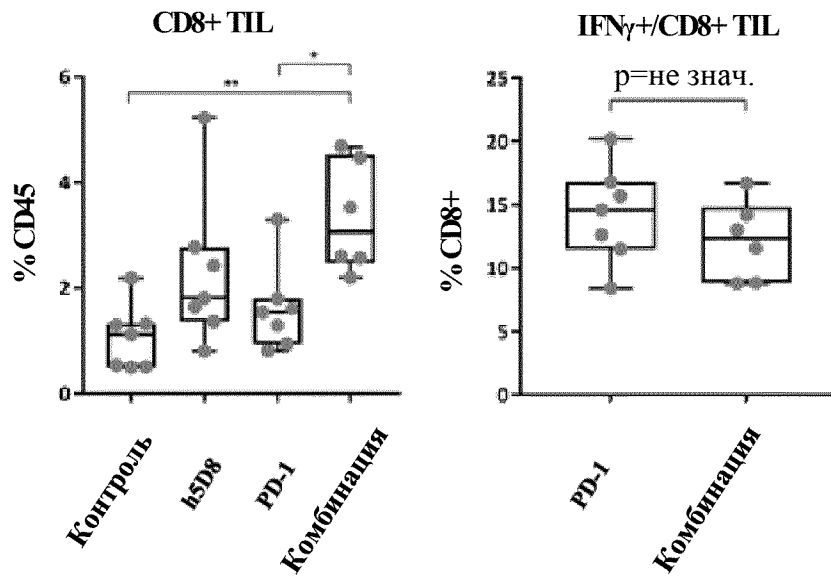 CD8+ TIL
6
4
2
0
% CD45
**
*
Контроль
h5D8
PD-1
Комбинация
IFNγ+/CD8+ TIL
p=не знач.
25
20
15
10
5
0
% CD8+
PD-1
Комбинация